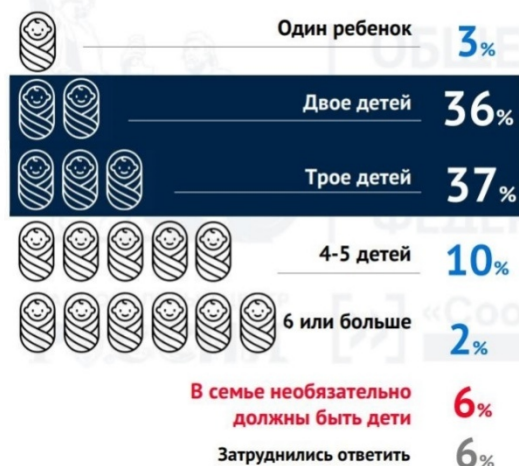 Один ребенок 3%
Двое детей 36%
Трое детей 37%
4-5 детей 10%
6 или больше 2%
В семье необязательно
должны быть дети 6%
Затруднились ответить 6%